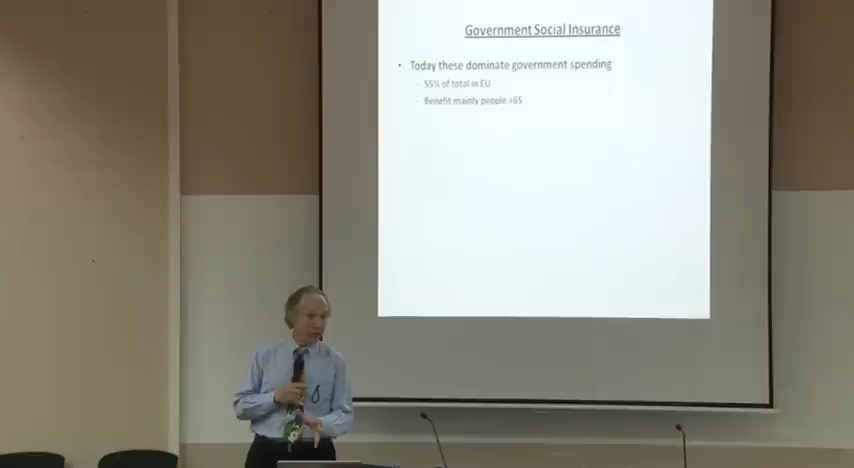 Government Social Insurance
• Today these dominate government spending
– 55% of total in EU
– Benefit mainly people >65